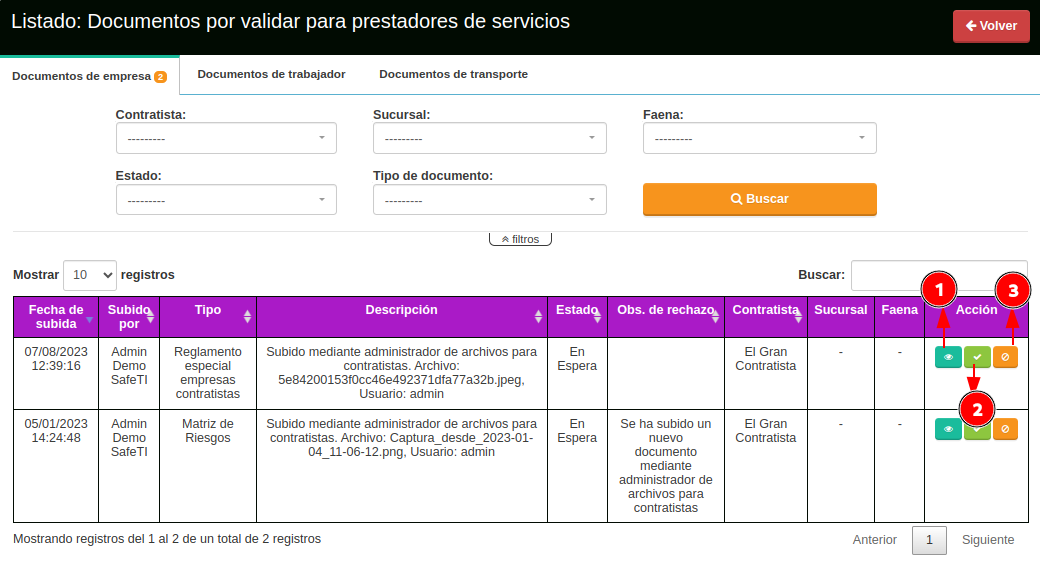 Listado: Documentos por validar para prestadores de servicios
Volver
Documentos de empresa 2
Documentos de trabajador
Documentos de transporte
Contratista:
Sucursal:
Faena:
---------
---------
---------
Estado:
Tipo de documento:
---------
---------
Buscar
filtros
Mostrar 10 registros
Buscar:
1
3
Fecha de
subida
Subido
por
Tipo
Descripción
Estado
Obs. de rechazo
Contratista
Sucursal
Faena
Acción
07/08/2023
12:39:16
Admin
Demo
SafeTI
Reglamento
especial
empresas
contratistas
Subido mediante administrador de archivos para
contratistas. Archivo:
5e84200153f0cc46e492371dfa77a32b.jpeg,
Usuario: admin
En
Espera
El Gran
Contratista
-
-
2
05/01/2023
14:24:48
Admin
Demo
SafeTI
Matriz de
Riesgos
Subido mediante administrador de archivos para
contratistas. Archivo: Captura_desde_2023-01-
04_11-06-12.png, Usuario: admin
En
Espera
Se ha subido un
nuevo
documento
mediante
administrador de
archivos para
contratistas
El Gran
Contratista
-
-
Mostrando registros del 1 al 2 de un total de 2 registros
Anterior
1
Siguiente